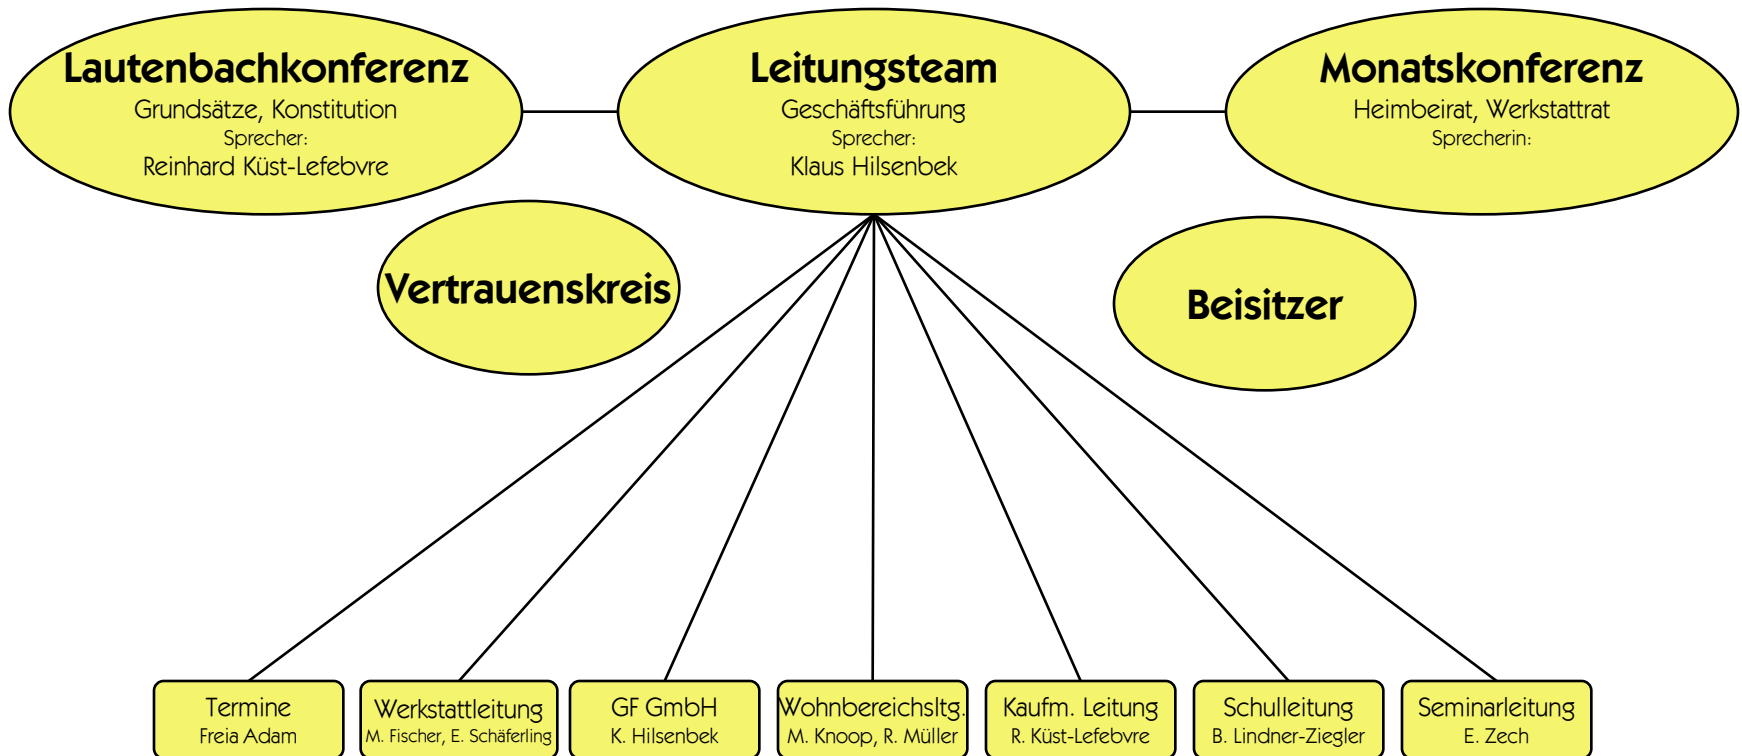 Lautenbachkonferenz
Grundsätze, Konstitution
Sprecher:
Reinhard Küst-Lefebvre
Leitungsteam
Geschäftsführung
Sprecher:
Klaus Hilsenbek
Monatskonferenz
Heimbeirat, Werkstattrat
Sprecherin:
Vertrauenskreis
Beisitzer
Termine
Freia Adam
Werkstattleitung
M. Fischer, E. Schäferling
GF GmbH
K. Hilsenbek
Wohnbereichsltg.
M. Knoop, R. Müller
Kaufm. Leitung
R. Küst-Lefebvre
Schulleitung
B. Lindner-Ziegler
Seminarleitung
E. Zech